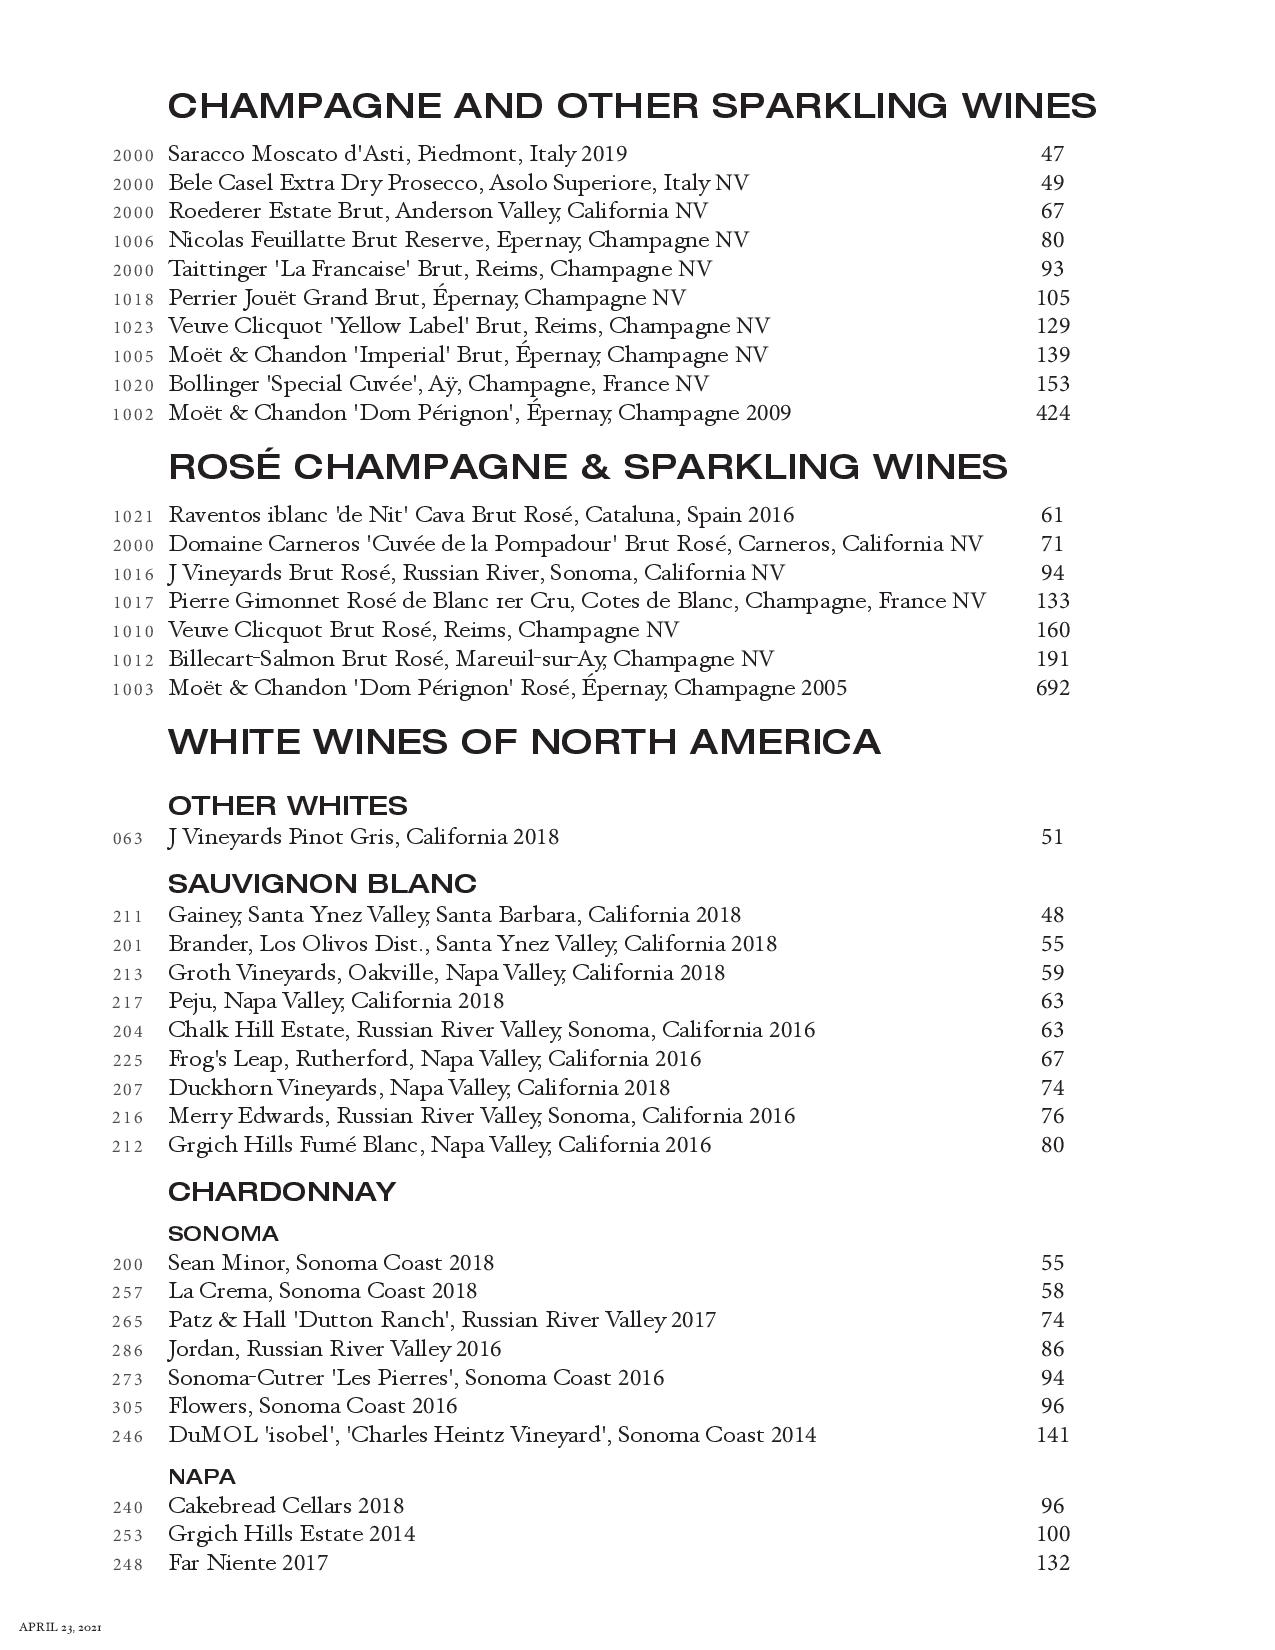 CHAMPAGNE AND OTHER SPARKLING WINES
2000 Saracco Moscato d'Asti, Piedmont, Italy 2019 47
2000 Bele Casel Extra Dry Prosecco, Asolo Superiore, Italy NV 49
2000 Roederer Estate Brut, Anderson Valley, California NV 67
1006 Nicolas Feuillatte Brut Reserve, Epernay, Champagne NV 80
2000 Taittinger 'La Francaise' Brut, Reims, Champagne NV 93
1018 Perrier Jouët Grand Brut, Épernay, Champagne NV 105
1023 Veuve Clicquot 'Yellow Label' Brut, Reims, Champagne NV 129
1005 Moët & Chandon 'Imperial' Brut, Épernay, Champagne NV 139
1020 Bollinger 'Special Cuvée', Aÿ, Champagne, France NV 153
1002 Moët & Chandon 'Dom Pérignon', Épernay, Champagne 2009 424
ROSÉ CHAMPAGNE & SPARKLING WINES
1021 Raventos iblanc 'de Nit' Cava Brut Rosé, Cataluna, Spain 2016 61
2000 Domaine Carneros 'Cuvée de la Pompadour' Brut Rosé, Carneros, California NV 71
1016 J Vineyards Brut Rosé, Russian River, Sonoma, California NV 94
1017 Pierre Gimonnet Rosé de Blanc 1er Cru, Cotes de Blanc, Champagne, France NV 133
1010 Veuve Clicquot Brut Rosé, Reims, Champagne NV 160
1012 Billecart-Salmon Brut Rosé, Mareuil-sur-Ay, Champagne NV 191
1003 Moët & Chandon 'Dom Pérignon' Rosé, Épernay, Champagne 2005 692
WHITE WINES OF NORTH AMERICA
OTHER WHITES
063 J Vineyards Pinot Gris, California 2018 51
SAUVIGNON BLANC
211 Gainey, Santa Ynez Valley, Santa Barbara, California 2018 48
201 Brander, Los Olivos Dist., Santa Ynez Valley, California 2018 55
213 Groth Vineyards, Oakville, Napa Valley, California 2018 59
217 Peju, Napa Valley, California 2018 63
204 Chalk Hill Estate, Russian River Valley, Sonoma, California 2016 63
225 Frog's Leap, Rutherford, Napa Valley, California 2016 67
207 Duckhorn Vineyards, Napa Valley, California 2018 74
216 Merry Edwards, Russian River Valley, Sonoma, California 2016 76
212 Grgich Hills Fumé Blanc, Napa Valley, California 2016 80
CHARDONNAY
SONOMA
200 Sean Minor, Sonoma Coast 2018 55
257 La Crema, Sonoma Coast 2018 58
265 Patz & Hall 'Dutton Ranch', Russian River Valley 2017 74
286 Jordan, Russian River Valley 2016 86
273 Sonoma-Cutrer 'Les Pierres', Sonoma Coast 2016 94
305 Flowers, Sonoma Coast 2016 96
246 DuMOL 'isobel', 'Charles Heintz Vineyard', Sonoma Coast 2014 141
NAPA
240 Cakebread Cellars 2018 96
253 Grgich Hills Estate 2014 100
248 Far Niente 2017 132
APRIL 23, 2021